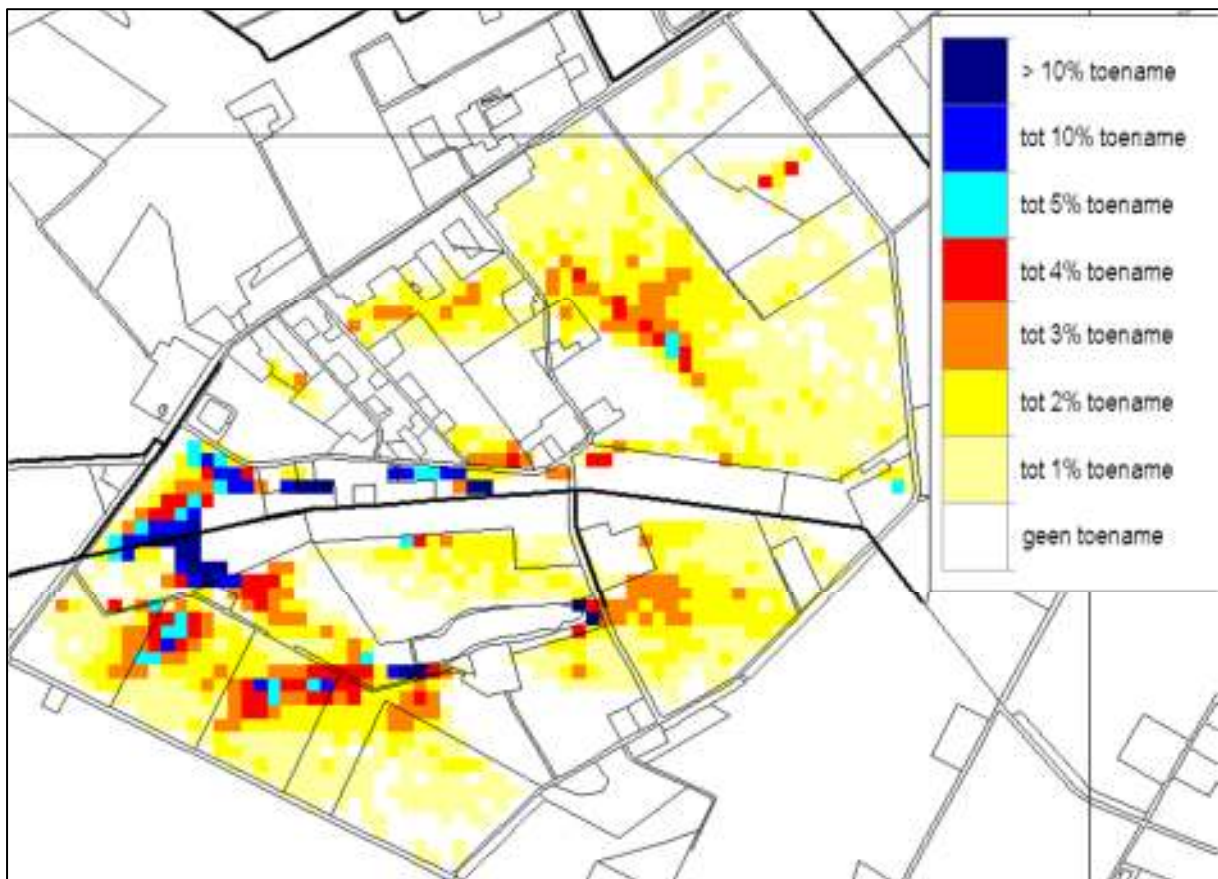 > 10% toename
tot 10% toename
tot 5% toename
tot 4% toename
tot 3% toename
tot 2% toename
tot 1% toename
geen toename